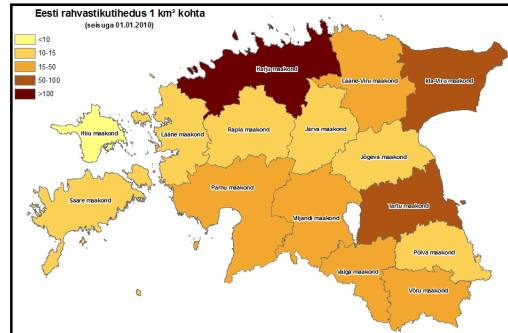 Eesti rahvastikutihedus 1 km² kohta
(seisuga 01.01.2010)
<10
10-15
15-50
50-100
>100
Harju maakond
Lääne-Viru maakond
Ida-Viru maakond
Hiiu maakond
Lääne maakond
Rapla maakond
Järva maakond
Jõgeva maakond
Saare maakond
Pärnu maakond
Viljandi maakond
Tartu maakond
Põlva maakond
Valga maakond
Võru maakond